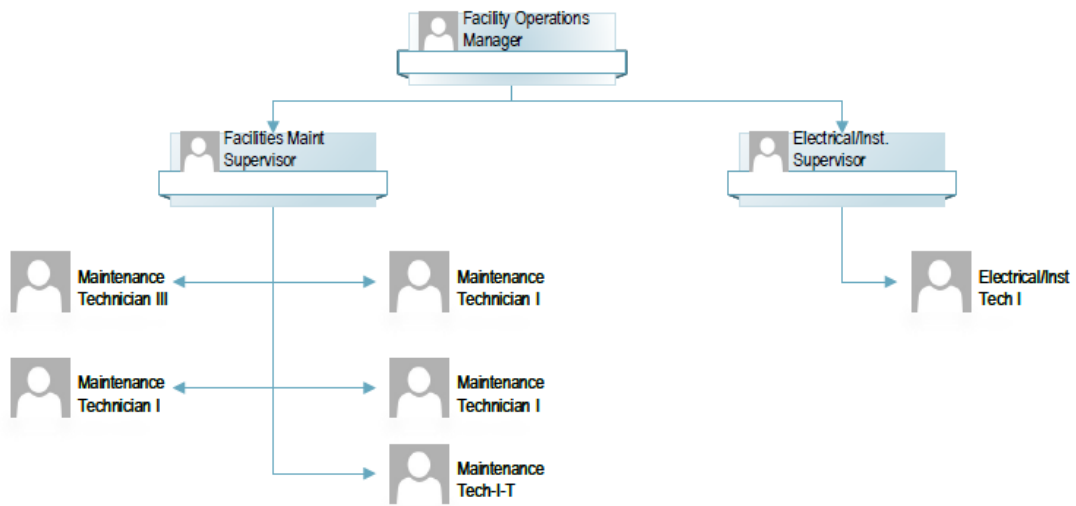 Facility Operations
Manager
Facilities Maint
Supervisor
Electrical/Inst.
Supervisor
Maintenance
Technician III
Maintenance
Technician I
Electrical/Inst
Tech I
Maintenance
Technician I
Maintenance
Technician I
Maintenance
Tech-I-T